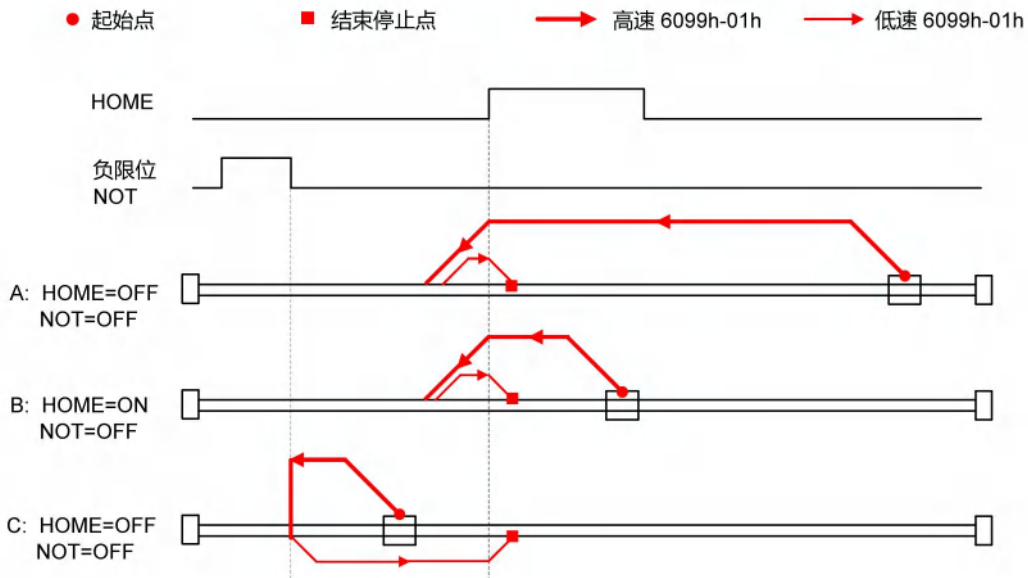 起始点
结束停止点
高速 6099h-01h
低速 6099h-01h
HOME
负限位
NOT
A: HOME=OFF
NOT=OFF
B: HOME=ON
NOT=OFF
C: HOME=OFF
NOT=OFF